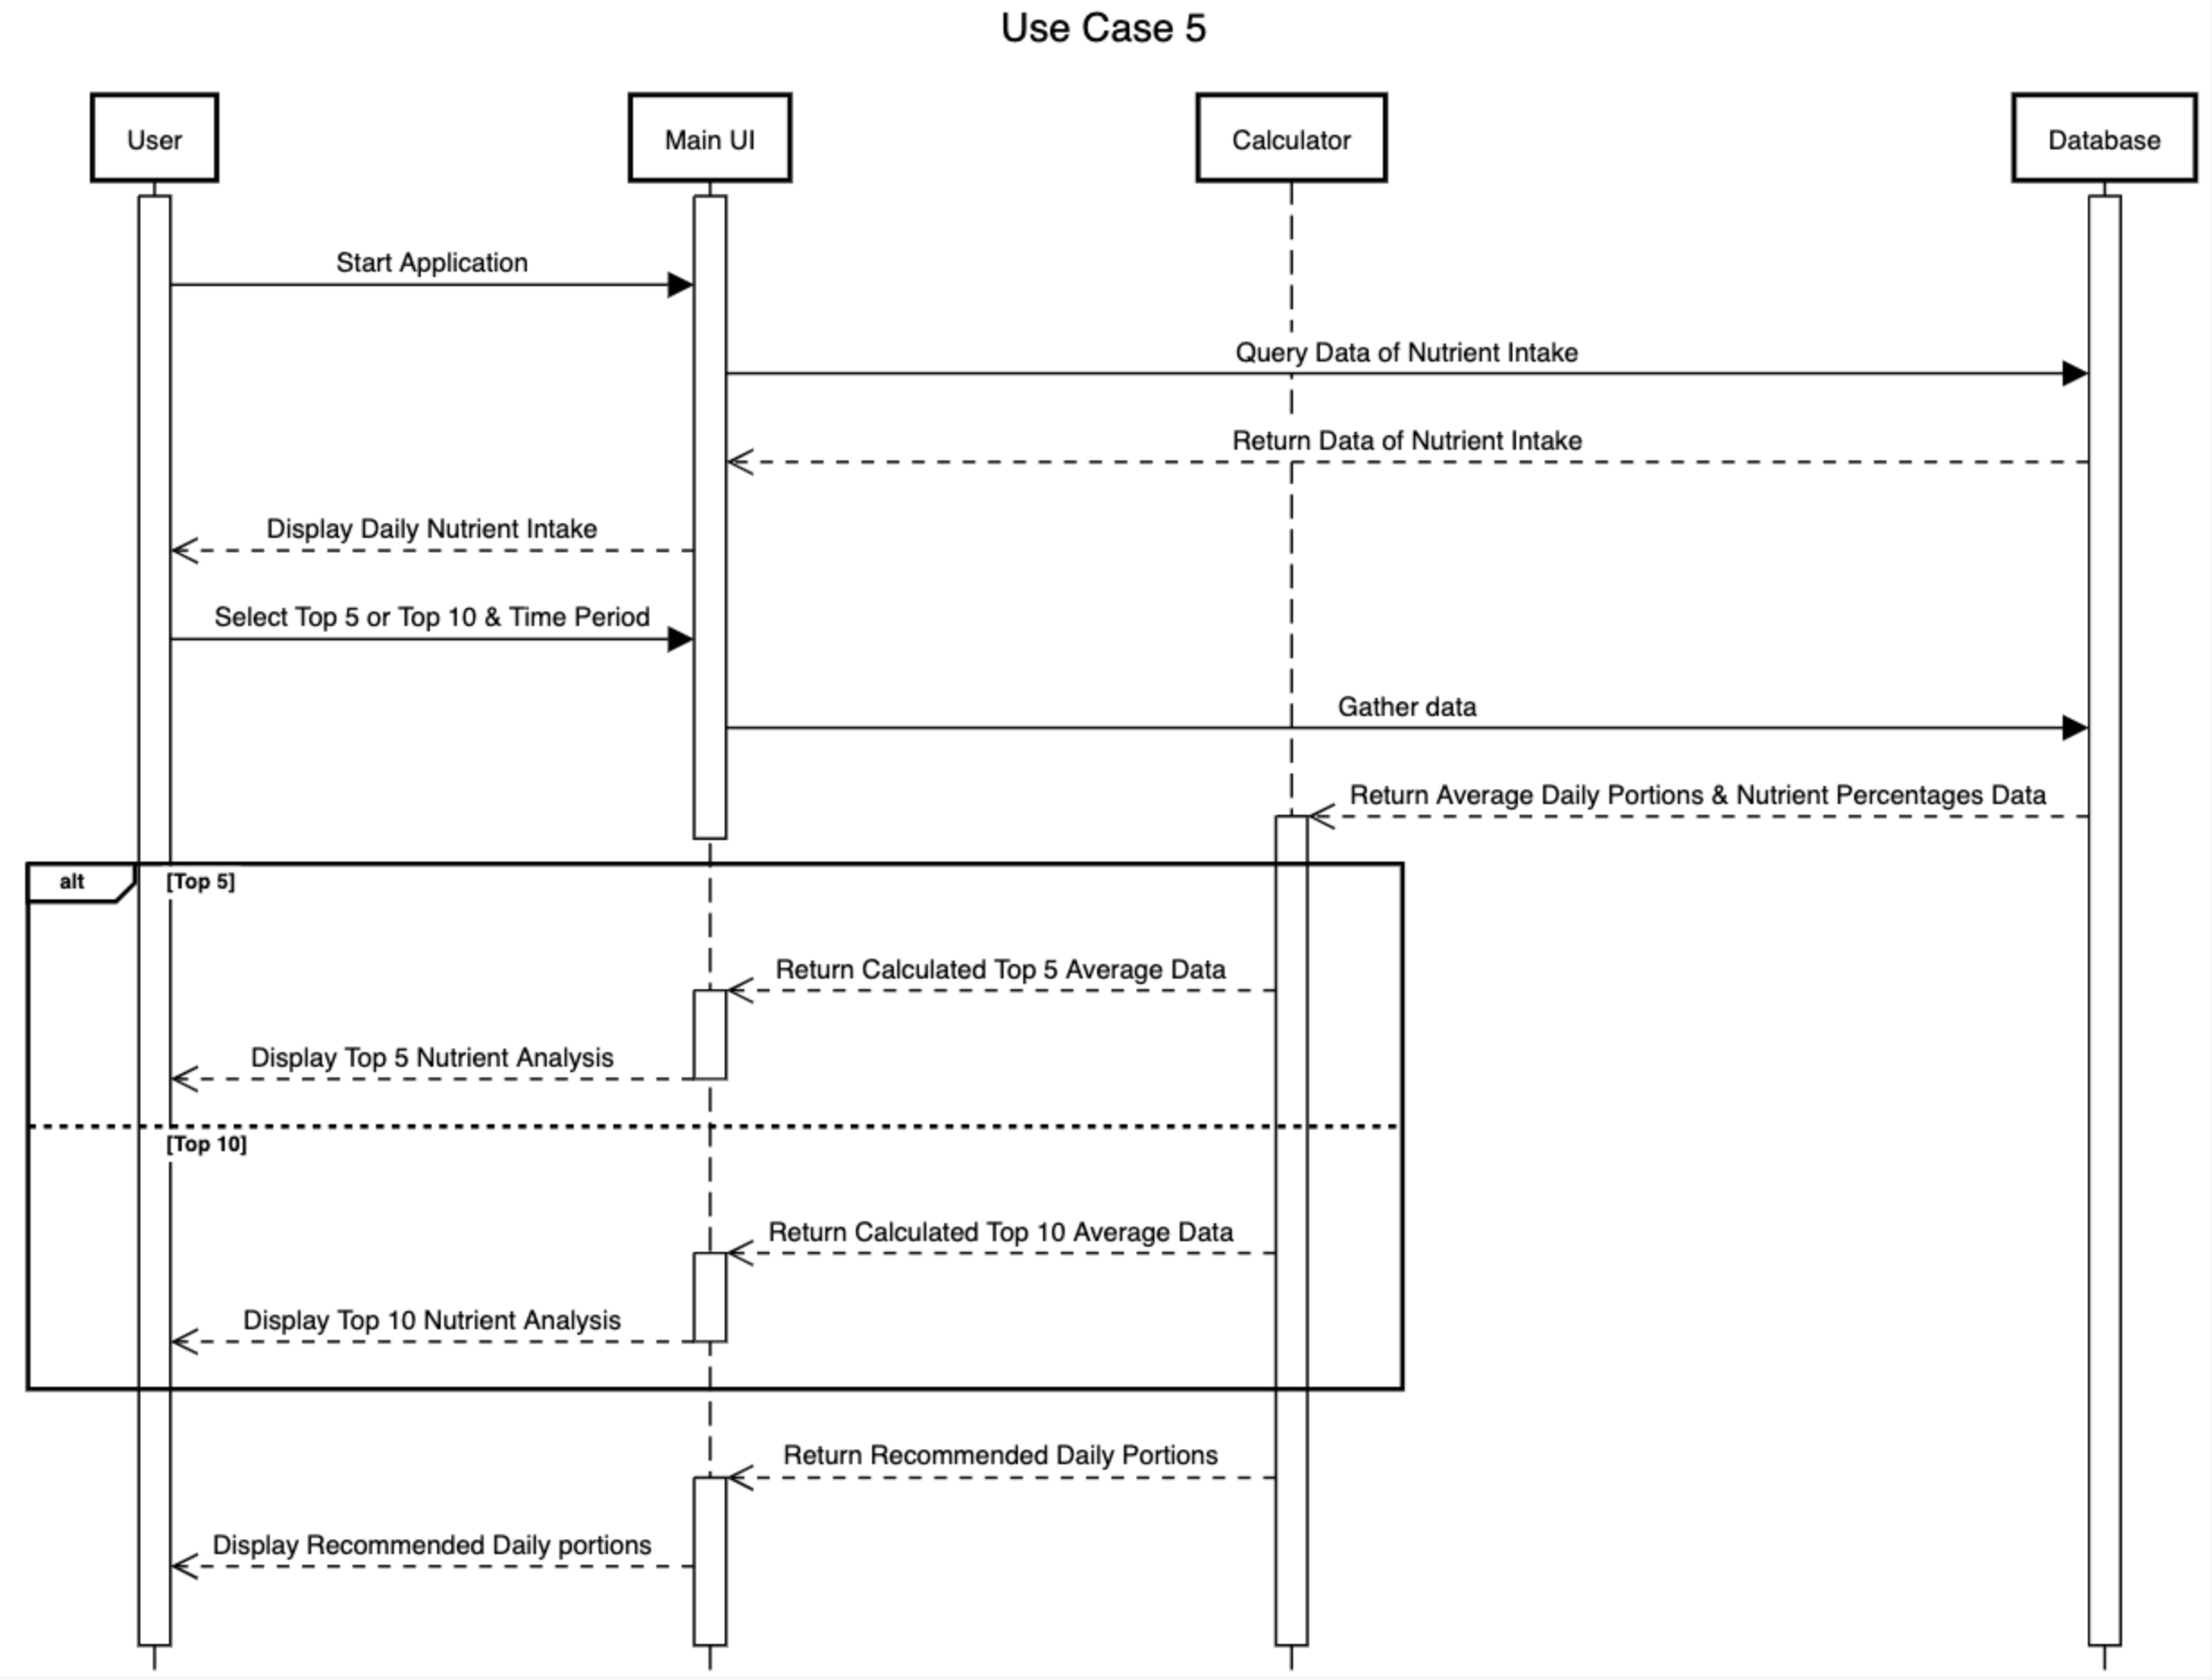 Use Case 5
User
Main UI
Calculator
Database
Start Application
Query Data of Nutrient Intake
Return Data of Nutrient Intake
Display Daily Nutrient Intake
Select Top 5 or Top 10 & Time Period
Gather data
Return Average Daily Portions & Nutrient Percentages Data
alt
[Top 5]
Return Calculated Top 5 Average Data
Display Top 5 Nutrient Analysis
[Top 10]
Return Calculated Top 10 Average Data
Display Top 10 Nutrient Analysis
Return Recommended Daily Portions
Display Recommended Daily portions